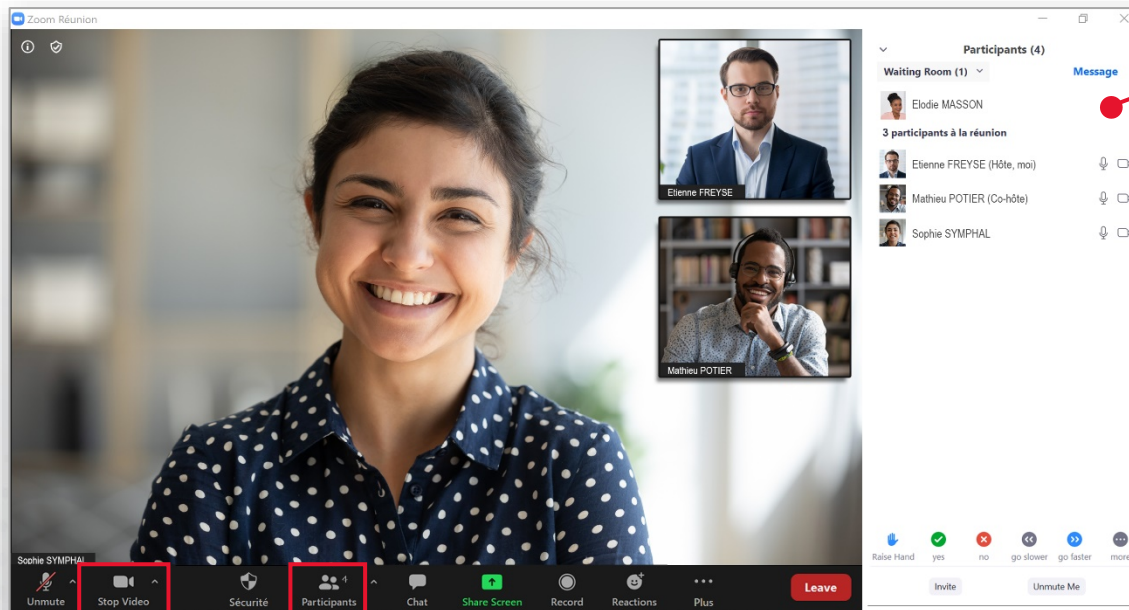 Zoom Réunion
Participants (4)
Waiting Room (1)
Message
Elodie MASSON
3 participants à la réunion
Etienne FREYSE (Hôte, moi)
Mathieu POTIER (Co-hôte)
Sophie SYMPHAL
Etienne FREYSE
Mathieu POTIER
Sophie SYMPHAL
Raise Hand yes no go slower go faster more
Invite Unmute Me
4
Unmute Stop Video Sécurité Participants Chat Share Screen Record Reactions Plus Leave